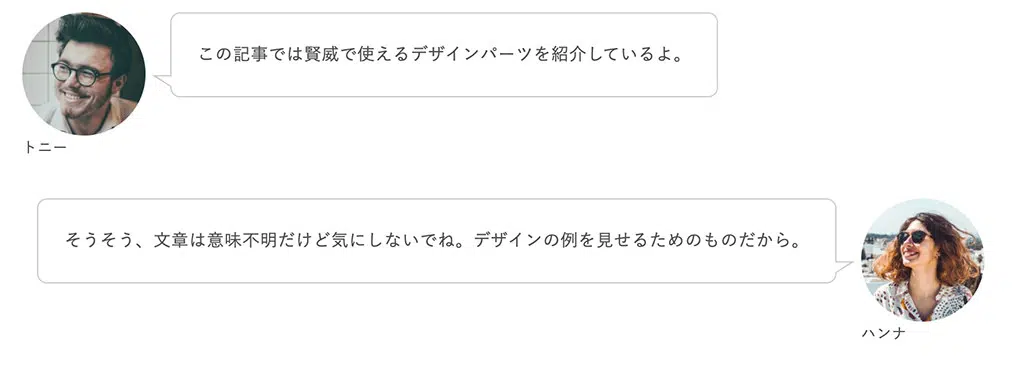 この記事では賢威で使えるデザインパーツを紹介しているよ。
トニー
そうそう、文章は意味不明だけど気にしないでね。デザインの例を見せるためのものだから。
ハンナ